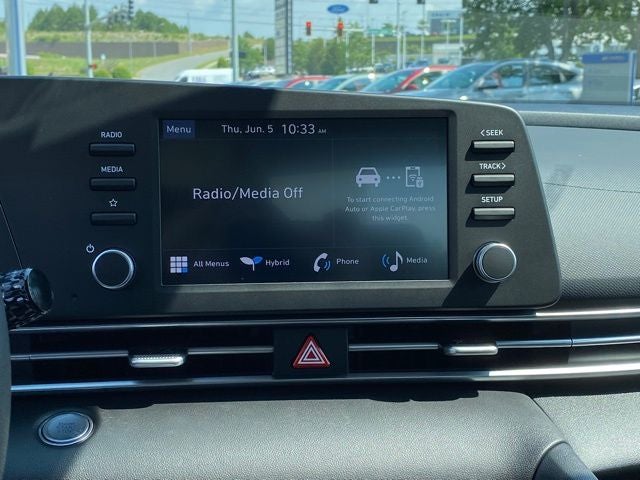 Ford
RADIO
MEDIA
Menu
Thu, Jun. 5 10:33 AM
Radio/Media Off
To start connecting Android
Auto or Apple CarPlay, press
this widget.
All Menus
Hybrid
Phone
Media
< SEEK
TRACK >
SETUP